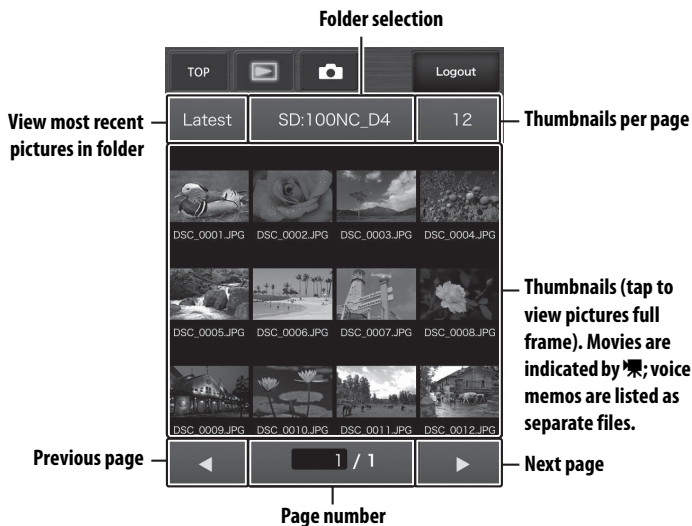 Folder selection
TOP
Logout
View most recent
pictures in folder
Latest
SD:100NC_D4
12
Thumbnails per page
DSC_0001.JPG DSC_0002.JPG DSC_0003.JPG DSC_0004.JPG
DSC_0005.JPG DSC_0006.JPG DSC_0007.JPG DSC_0008.JPG
DSC_0009.JPG DSC_0010.JPG DSC_0011.JPG DSC_0012.JPG
Thumbnails (tap to
view pictures full
frame). Movies are
indicated by ; voice
memos are listed as
separate files.
Previous page
1 / 1
Next page
Page number